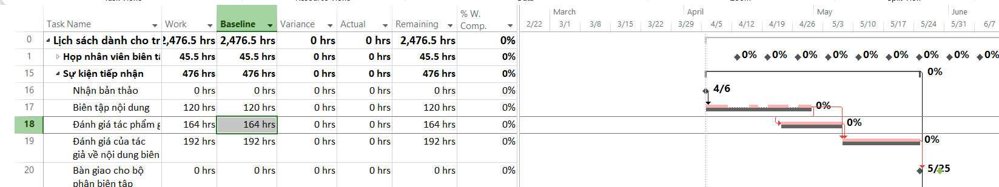 Task Name Work Baseline Variance Actual Remaining % W. Comp.
March April May June
2/22 3/1 3/8 3/15 3/22 3/29 4/5 4/12 4/19 4/26 5/3 5/10 5/17 5/24 5/31 6/7
0 Lịch sách dành cho tr 2,476.5 hrs 2,476.5 hrs 0 hrs 0 hrs 2,476.5 hrs 0%
1 Họp nhân viên biên tậ 45.5 hrs 45.5 hrs 0 hrs 0 hrs 45.5 hrs 0% 0% 0% 0% 0% 0% 0% 0% 0% 0%
15 Sự kiện tiếp nhận 476 hrs 476 hrs 0 hrs 0 hrs 476 hrs 0% 0%
16 Nhận bản thảo 0 hrs 0 hrs 0 hrs 0 hrs 0 hrs 0% 4/6
17 Biên tập nội dung 120 hrs 120 hrs 0 hrs 0 hrs 120 hrs 0% 0%
18 Đánh giá tác phẩm g 164 hrs 164 hrs 0 hrs 0 hrs 164 hrs 0% 0%
19 Đánh giá của tác 192 hrs 192 hrs 0 hrs 0 hrs 192 hrs 0% 0%
giả về nội dung biên
20 Bàn giao cho bộ 0 hrs 0 hrs 0 hrs 0 hrs 0 hrs 0% 5/25
phận biên tập